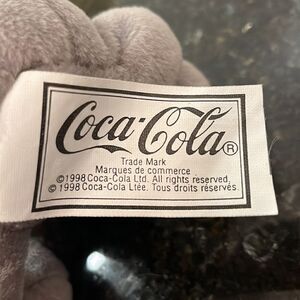 Coca-Cola®
Trade Mark
Marques de commerce
©1998 Coca-Cola Ltd. All rights reserved.
©1998 Coca-Cola Ltée. Tous droits réservés.